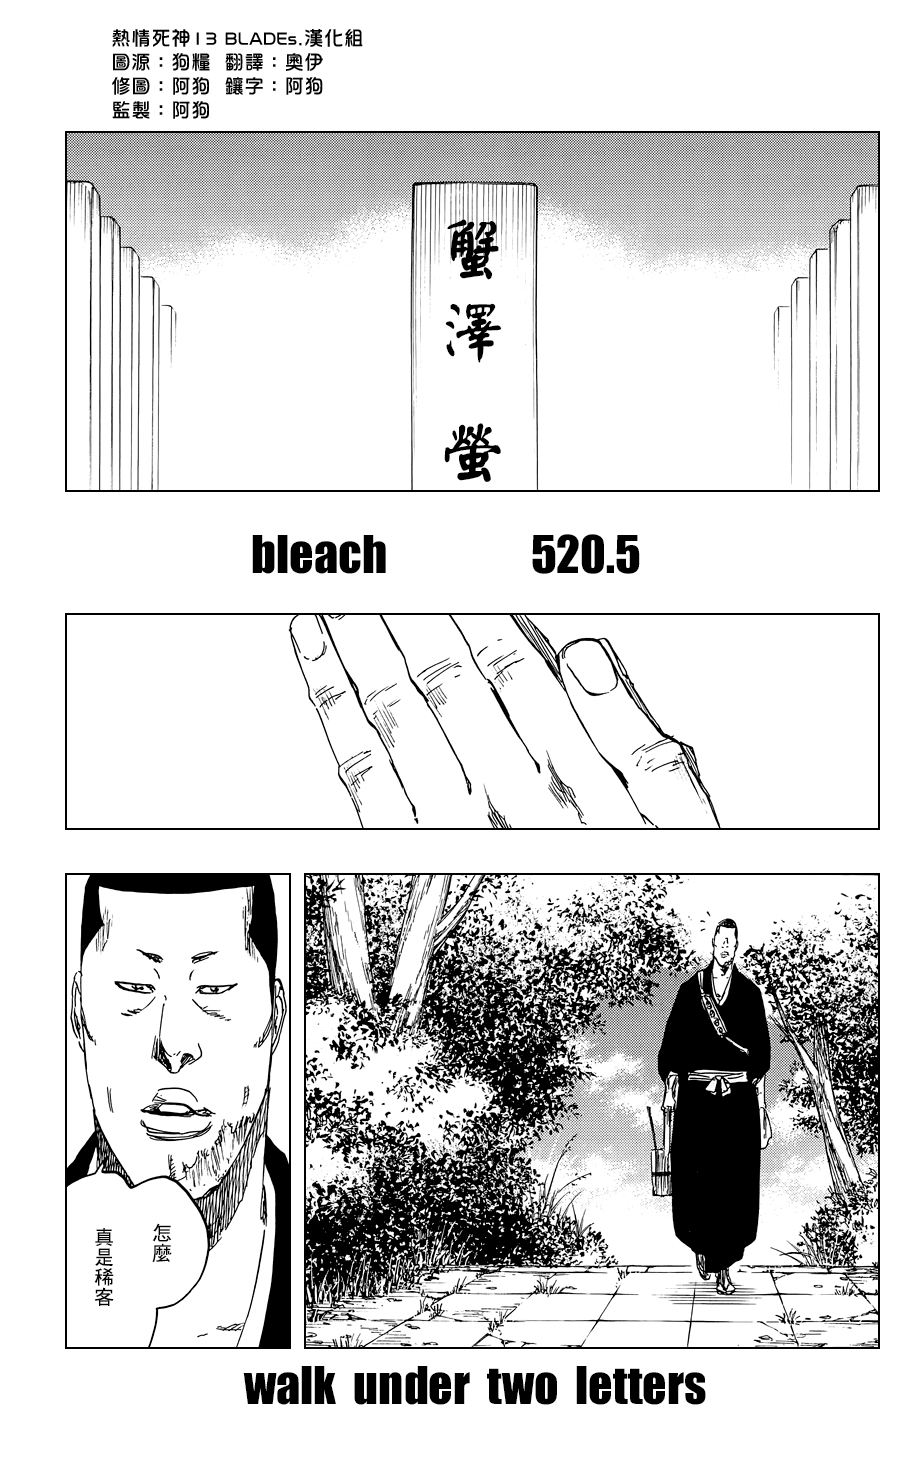 熱情死神13 BLADEs.漢化組
圖源：狗糧 翻譯：奧伊
修圖：阿狗 鑲字：阿狗
監製：阿狗
蟹澤 螢
bleach 520.5
怎麼
真是稀客
walk under two letters